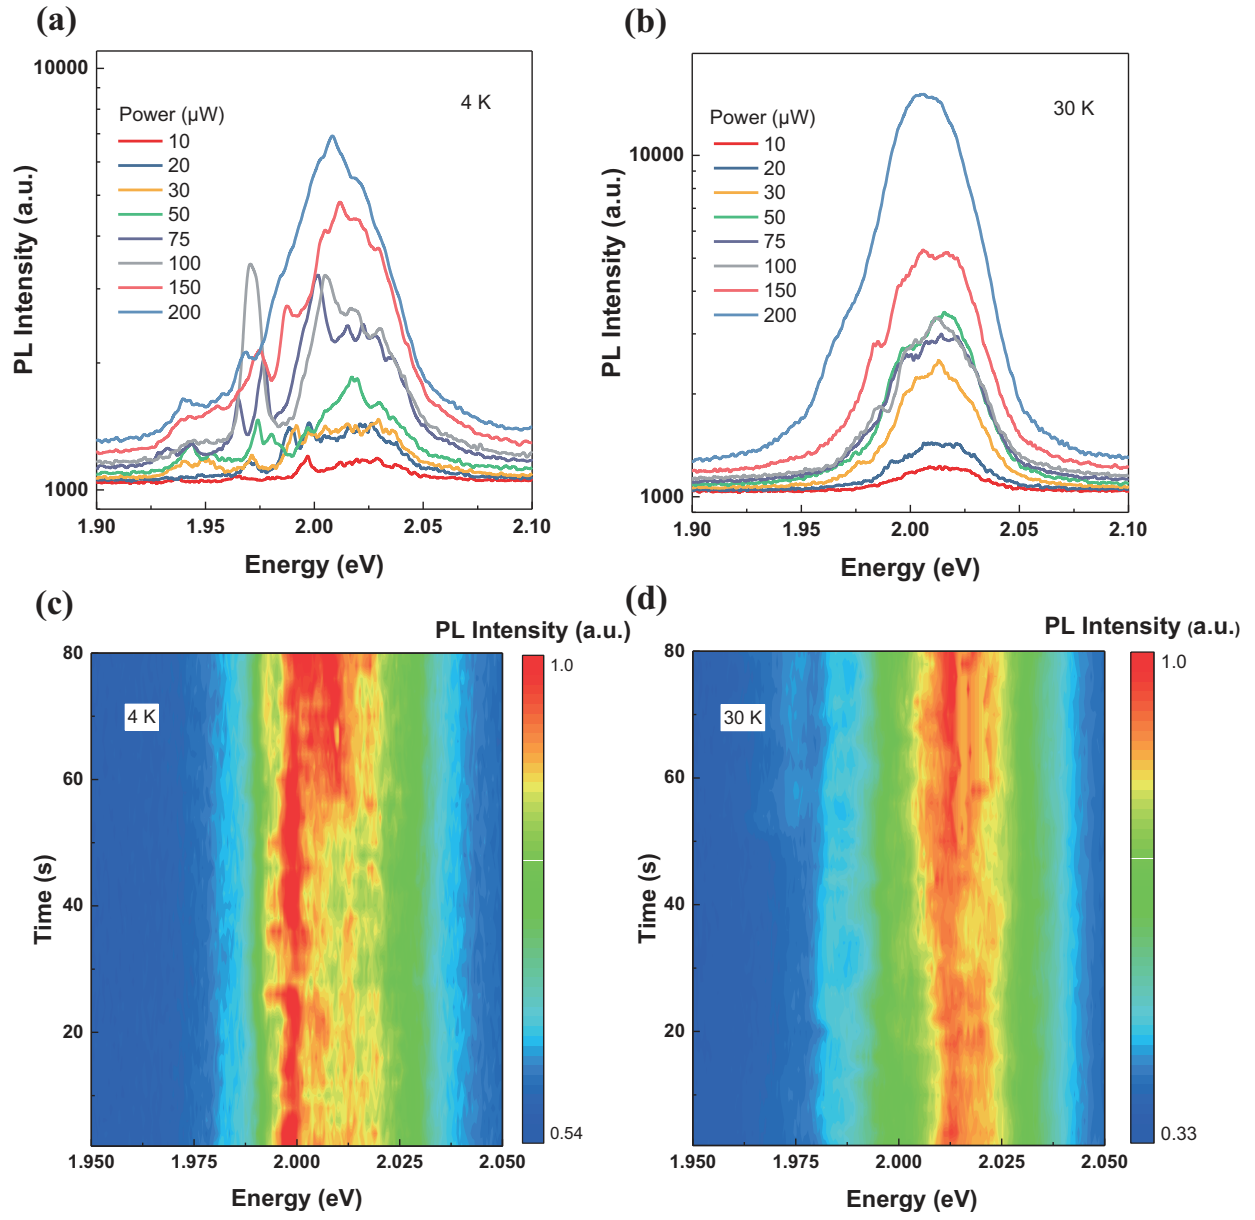 (a)
10000
1000
PL Intensity (a.u.)
4 K
Power (µW)
10
20
30
50
75
100
150
200
1.90
1.95
2.00
2.05
2.10
Energy (eV)
(b)
10000
1000
PL Intensity (a.u.)
30 K
Power (µW)
10
20
30
50
75
100
150
200
1.90
1.95
2.00
2.05
2.10
Energy (eV)
(c)
PL Intensity (a.u.)
80
60
40
20
Time (s)
4 K
1.0
0.54
1.950
1.975
2.000
2.025
2.050
Energy (eV)
(d)
PL Intensity (a.u.)
80
60
40
20
Time (s)
30 K
1.0
0.33
1.950
1.975
2.000
2.025
2.050
Energy (eV)